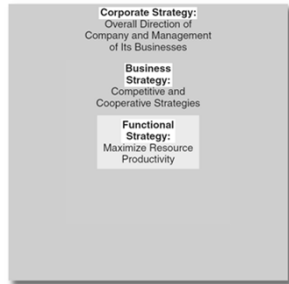 Corporate Strategy:
Overall Direction of
Company and Management
of Its Businesses
Business
Strategy:
Competitive and
Cooperative Strategies
Functional
Strategy:
Maximize Resource
Productivity